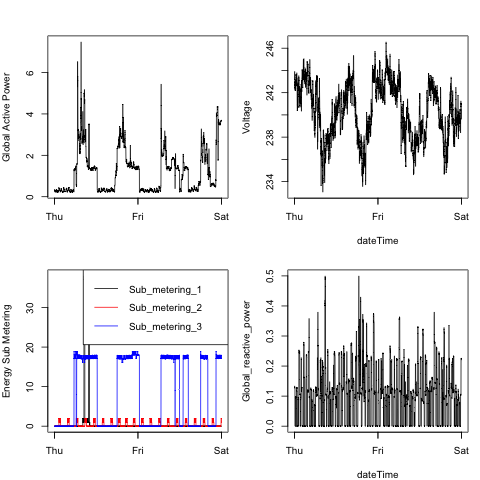 Global Active Power
0
2
4
6
Thu
Fri
Sat
Voltage
234
238
242
246
Thu
Fri
Sat
dateTime
Energy Sub Metering
0
10
20
30
Sub_metering_1
Sub_metering_2
Sub_metering_3
Thu
Fri
Sat
Global_reactive_power
0.0
0.1
0.2
0.3
0.4
0.5
Thu
Fri
Sat
dateTime